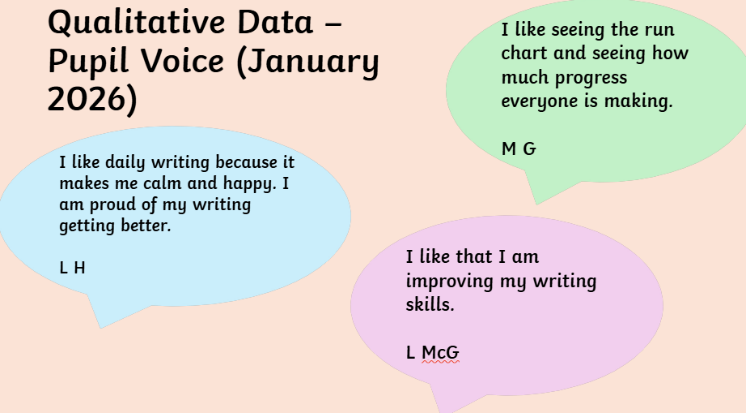 Qualitative Data –
Pupil Voice (January
2026)
I like seeing the run
chart and seeing how
much progress
everyone is making.
M G
I like daily writing because it
makes me calm and happy. I
am proud of my writing
getting better.
L H
I like that I am
improving my writing
skills.
L McG